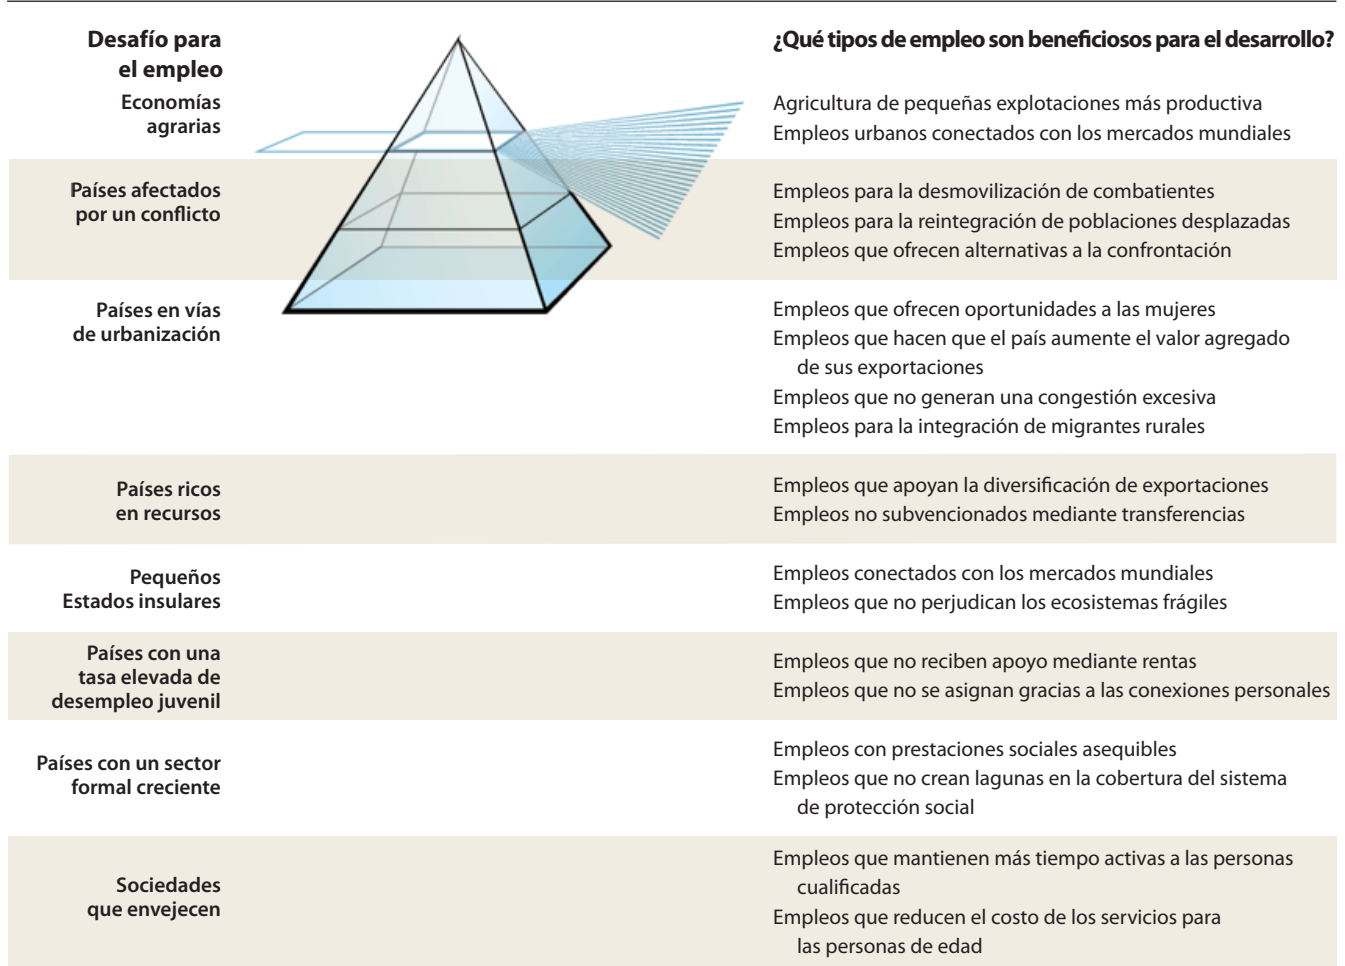 Desafío para
el empleo
¿Qué tipos de empleo son beneficiosos para el desarrollo?
Economías
agrarias
Agricultura de pequeñas explotaciones más productiva
Empleos urbanos conectados con los mercados mundiales
Países afectados
por un conflicto
Empleos para la desmovilización de combatientes
Empleos para la reintegración de poblaciones desplazadas
Empleos que ofrecen alternativas a la confrontación
Países en vías
de urbanización
Empleos que ofrecen oportunidades a las mujeres
Empleos que hacen que el país aumente el valor agregado
de sus exportaciones
Empleos que no generan una congestión excesiva
Empleos para la integración de migrantes rurales
Países ricos
en recursos
Empleos que apoyan la diversificación de exportaciones
Empleos no subvencionados mediante transferencias
Pequeños
Estados insulares
Empleos conectados con los mercados mundiales
Empleos que no perjudican los ecosistemas frágiles
Países con una
tasa elevada de
desempleo juvenil
Empleos que no reciben apoyo mediante rentas
Empleos que no se asignan gracias a las conexiones personales
Países con un sector
formal creciente
Empleos con prestaciones sociales asequibles
Empleos que no crean lagunas en la cobertura del sistema
de protección social
Sociedades
que envejecen
Empleos que mantienen más tiempo activas a las personas
cualificadas
Empleos que reducen el costo de los servicios para
las personas de edad